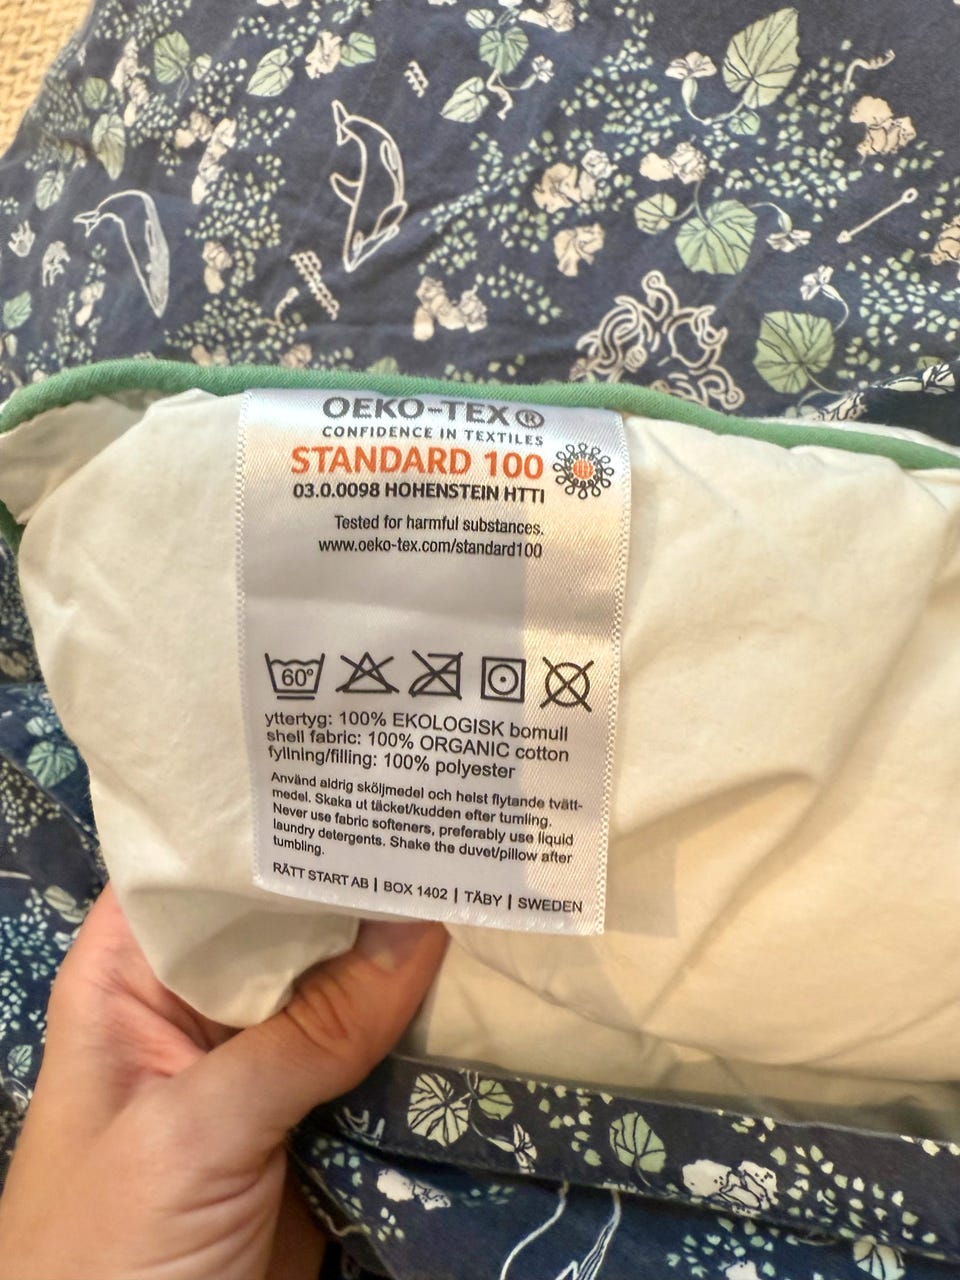 OEKO-TEX®
CONFIDENCE IN TEXTILES
STANDARD 100
03.0.0098 HOHENSTEIN HTTI
Tested for harmful substances.
www.oeko-tex.com/standard100
60°
yttertyg: 100% EKOLOGISK bomull
shell fabric: 100% ORGANIC cotton
fyllning/filling: 100% polyester
Använd aldrig sköljmedel och helst flytande tvätt-
medel. Skaka ut täcket/kudden efter tumling.
Never use fabric softeners, preferably use liquid
laundry detergents. Shake the duvet/pillow after
tumbling.
RÄTT START AB | BOX 1402 | TÄBY | SWEDEN